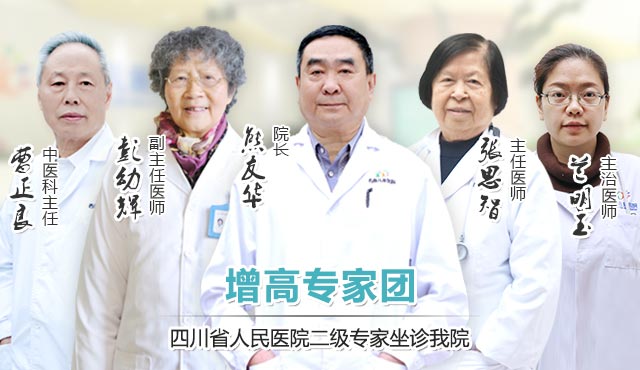 中医科主任
曹正良
副主任医师
彭幼辉
院长
熊友华
主任医师
张思智
主治医师
兰明玉
增高专家团
四川省人民医院二级专家坐诊我院